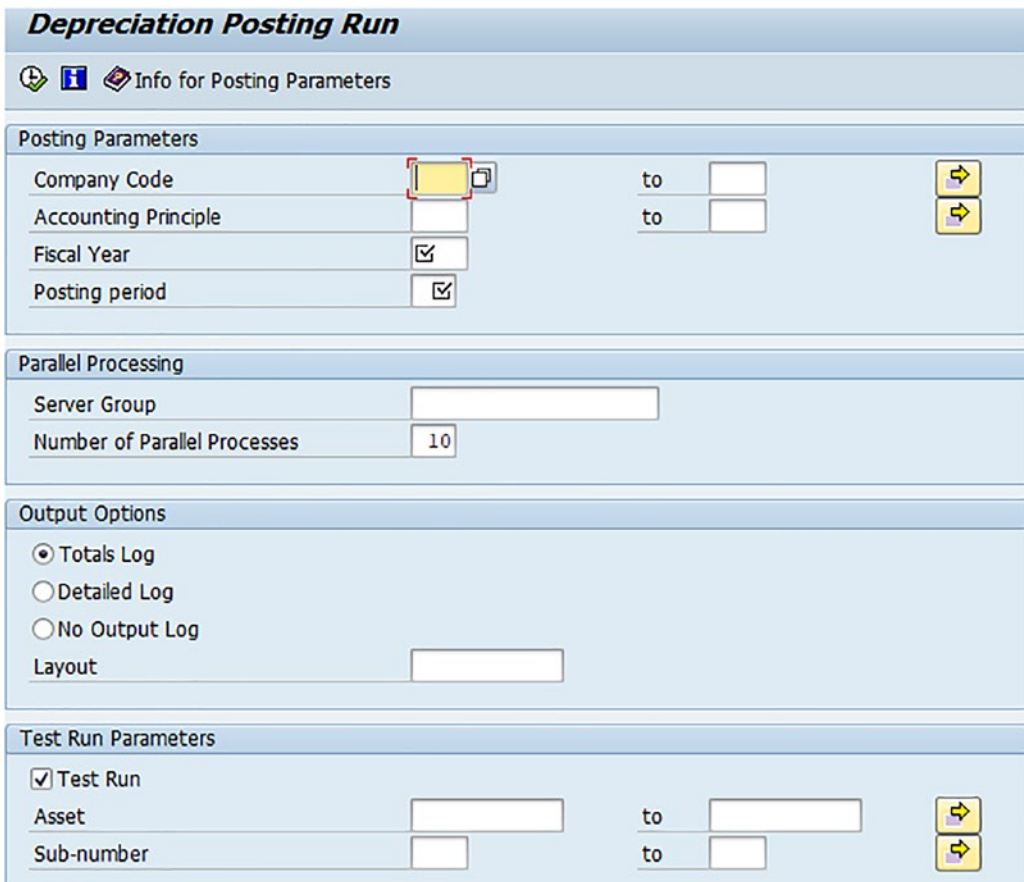 Depreciation Posting Run
Info for Posting Parameters
Posting Parameters
Company Code to
Accounting Principle to
Fiscal Year
Posting period
Parallel Processing
Server Group
Number of Parallel Processes 10
Output Options
Totals Log
Detailed Log
No Output Log
Layout
Test Run Parameters
Test Run
Asset to
Sub-number to